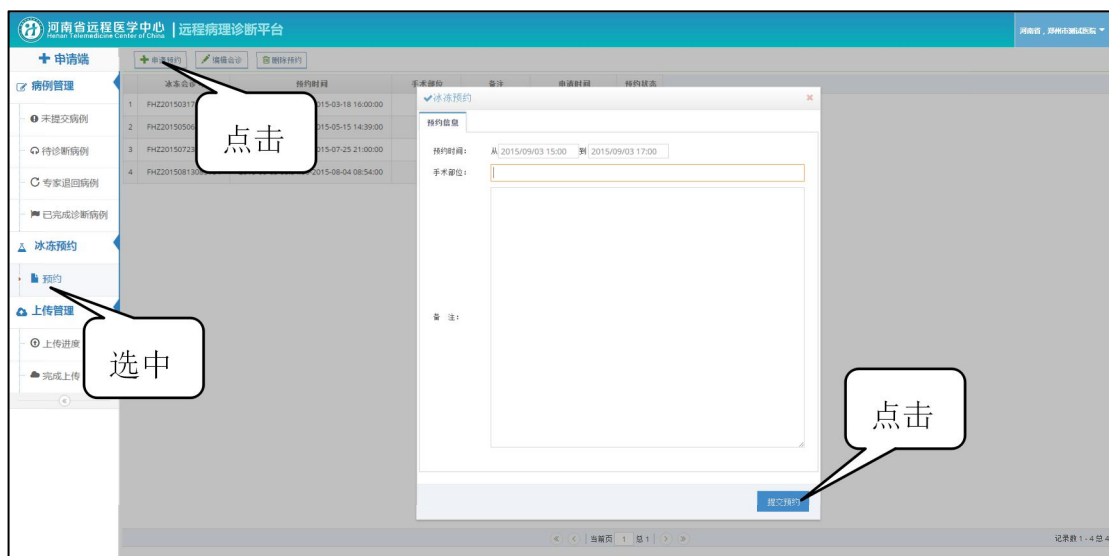 河南省远程医学中心 | 远程病理诊断平台
Henan Telemedicine Center of China
河南省，郑州市测试医院
申请端
申请预约 编辑会诊 删除预约
病例管理
未提交病例
待诊断病例
专家退回病例
已完成诊断病例
冰冻预约
预约
上传管理
上传进度
完成上传
冰冻会诊 预约时间 手术部位 备注 申请时间 预约状态
1 FHZ20150317 015-03-18 16:00:00
2 FHZ20150506 015-05-15 14:39:00
3 FHZ20150723 015-07-25 21:00:00
4 FHZ201508130 2015-08-04 08:54:00
点击
选中
冰冻预约
预约信息
预约时间： 从 2015/09/03 15:00 到 2015/09/03 17:00
手术部位：
备 注：
提交预约
点击
当前页 1 总 1
记录数 1 - 4 总 4